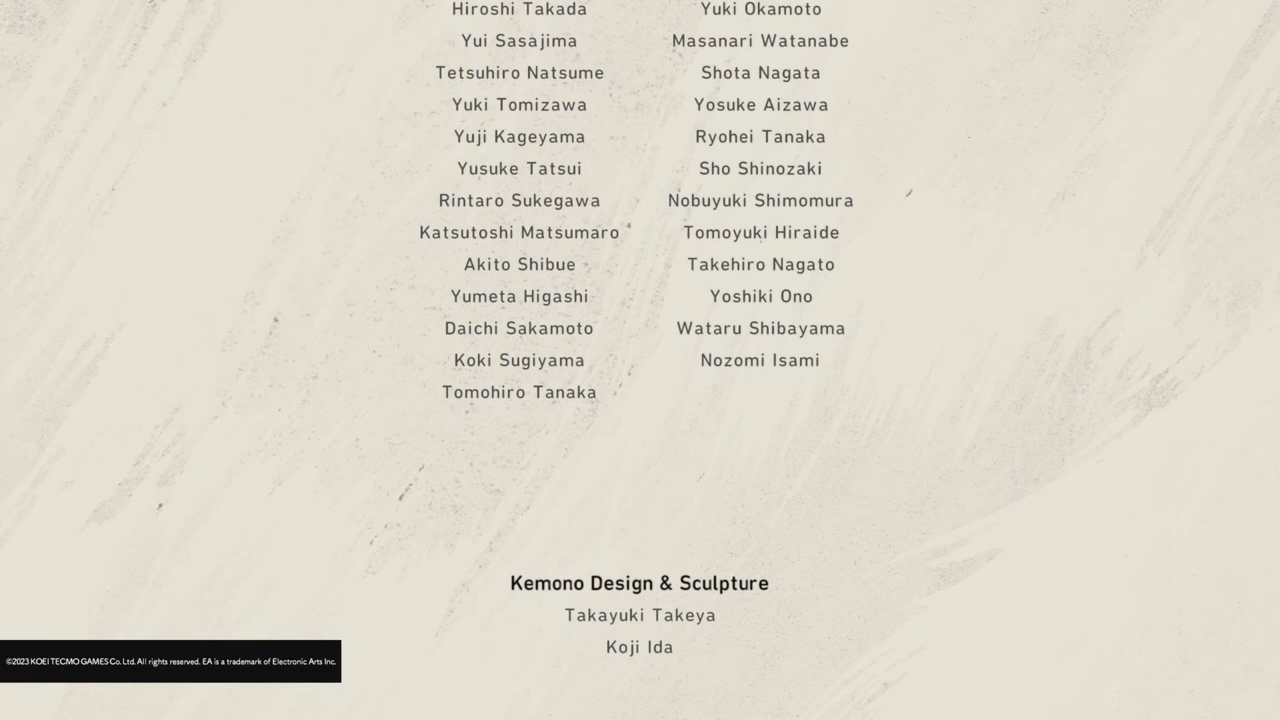 Hiroshi Takada Yuki Okamoto
Yui Sasajima Masanari Watanabe
Tetsuhiro Natsume Shota Nagata
Yuki Tomizawa Yosuke Aizawa
Yuji Kageyama Ryohei Tanaka
Yusuke Tatsui Sho Shinozaki
Rintaro Sukegawa Nobuyuki Shimomura
Katsutoshi Matsumaro Tomoyuki Hiraide
Akito Shibue Takehiro Nagato
Yumeta Higashi Yoshiki Ono
Daichi Sakamoto Wataru Shibayama
Koki Sugiyama Nozomi Isami
Tomohiro Tanaka
Kemono Design & Sculpture
Takayuki Takeya
Koji Ida
©2023 KOEI TECMO GAMES Co. Ltd. All rights reserved. EA is a trademark of Electronic Arts Inc.